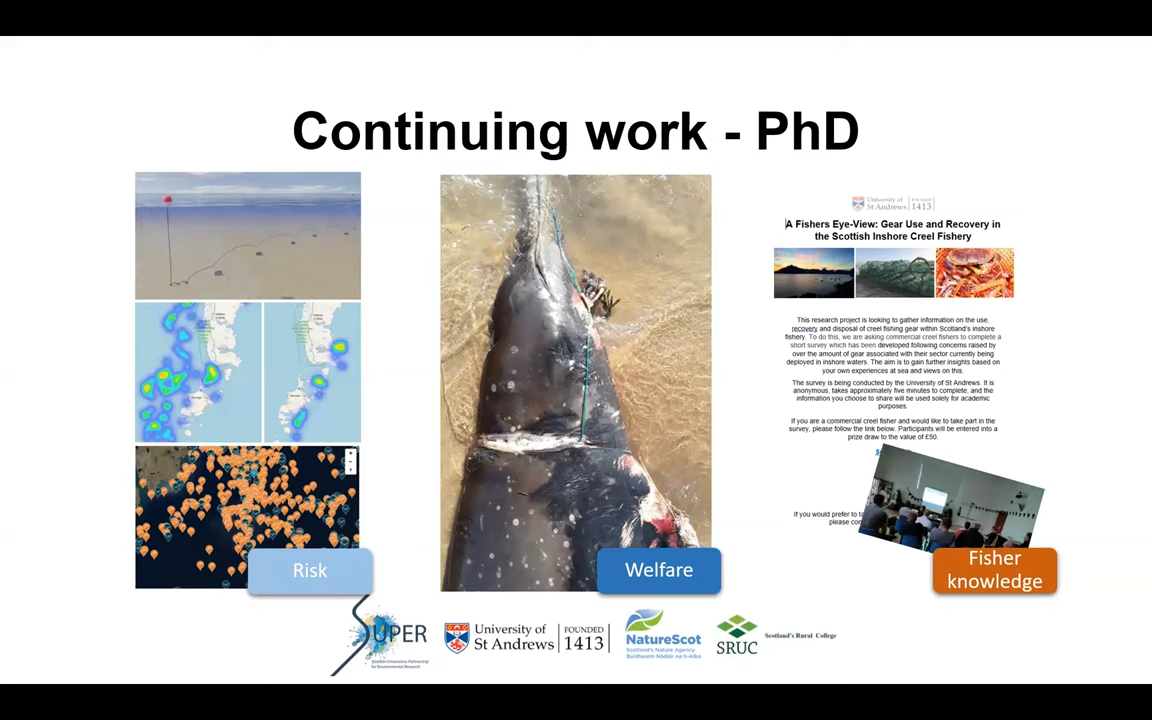 Continuing work - PhD
University of
St Andrews
1413
A Fishers Eye-View: Gear Use and Recovery in
the Scottish Inshore Creel Fishery
This research project is looking to gather information on the use,
recovery and disposal of creel fishing gear within Scotland's inshore
fishery. To do this, we are asking commercial creel fishers to complete a
short survey which has been developed following concerns raised by
over the amount of gear associated with their sector currently being
deployed in inshore waters. The aim is to gain further insights based on
your own experiences at sea and views on this.
The survey is being conducted by the University of St Andrews. It is
anonymous, takes approximately five minutes to complete, and the
information you choose to share will be used solely for academic
purposes.
If you are a commercial creel fisher and would like to take part in the
survey, please follow the link below. Participants will be entered into a
prize draw to the value of £50.
If you would prefer to
please
Risk
Welfare
Fisher
knowledge
SUPER
Scottish Universities Partnership
for Environmental Research
University of
St Andrews
FOUNDED
1413
NatureScot
Scotland's Nature Agency
Buidheann Nàdair na h-Alba
SRUC
Scotland's Rural College